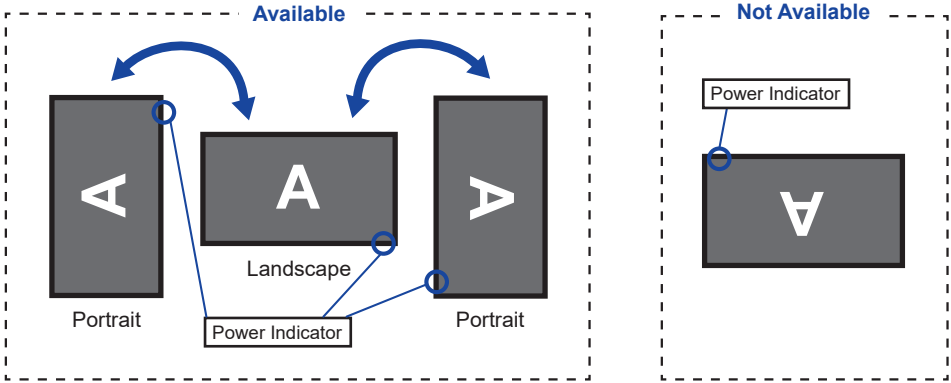 Available
A
A
A
Landscape
Portrait
Portrait
Power Indicator
Not Available
Power Indicator
A